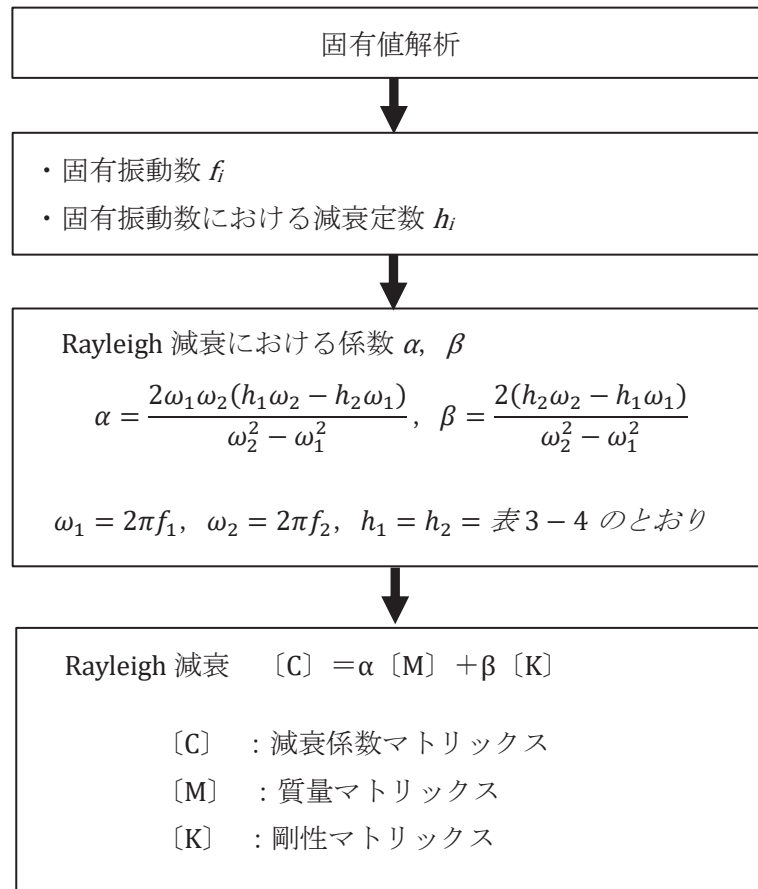 固有値解析
・固有振動数 fᵢ
・固有振動数における減衰定数 hᵢ
Rayleigh 減衰における係数 α, β
α = 2ω₁ω₂(h₁ω₂ − h₂ω₁) / (ω₂² − ω₁²), β = 2(h₂ω₂ − h₁ω₁) / (ω₂² − ω₁²)
ω₁ = 2πf₁, ω₂ = 2πf₂, h₁ = h₂ = 表 3 − 4 のとおり
Rayleigh 減衰 〔C〕＝α〔M〕＋β〔K〕
〔C〕 ：減衰係数マトリックス
〔M〕 ：質量マトリックス
〔K〕 ：剛性マトリックス